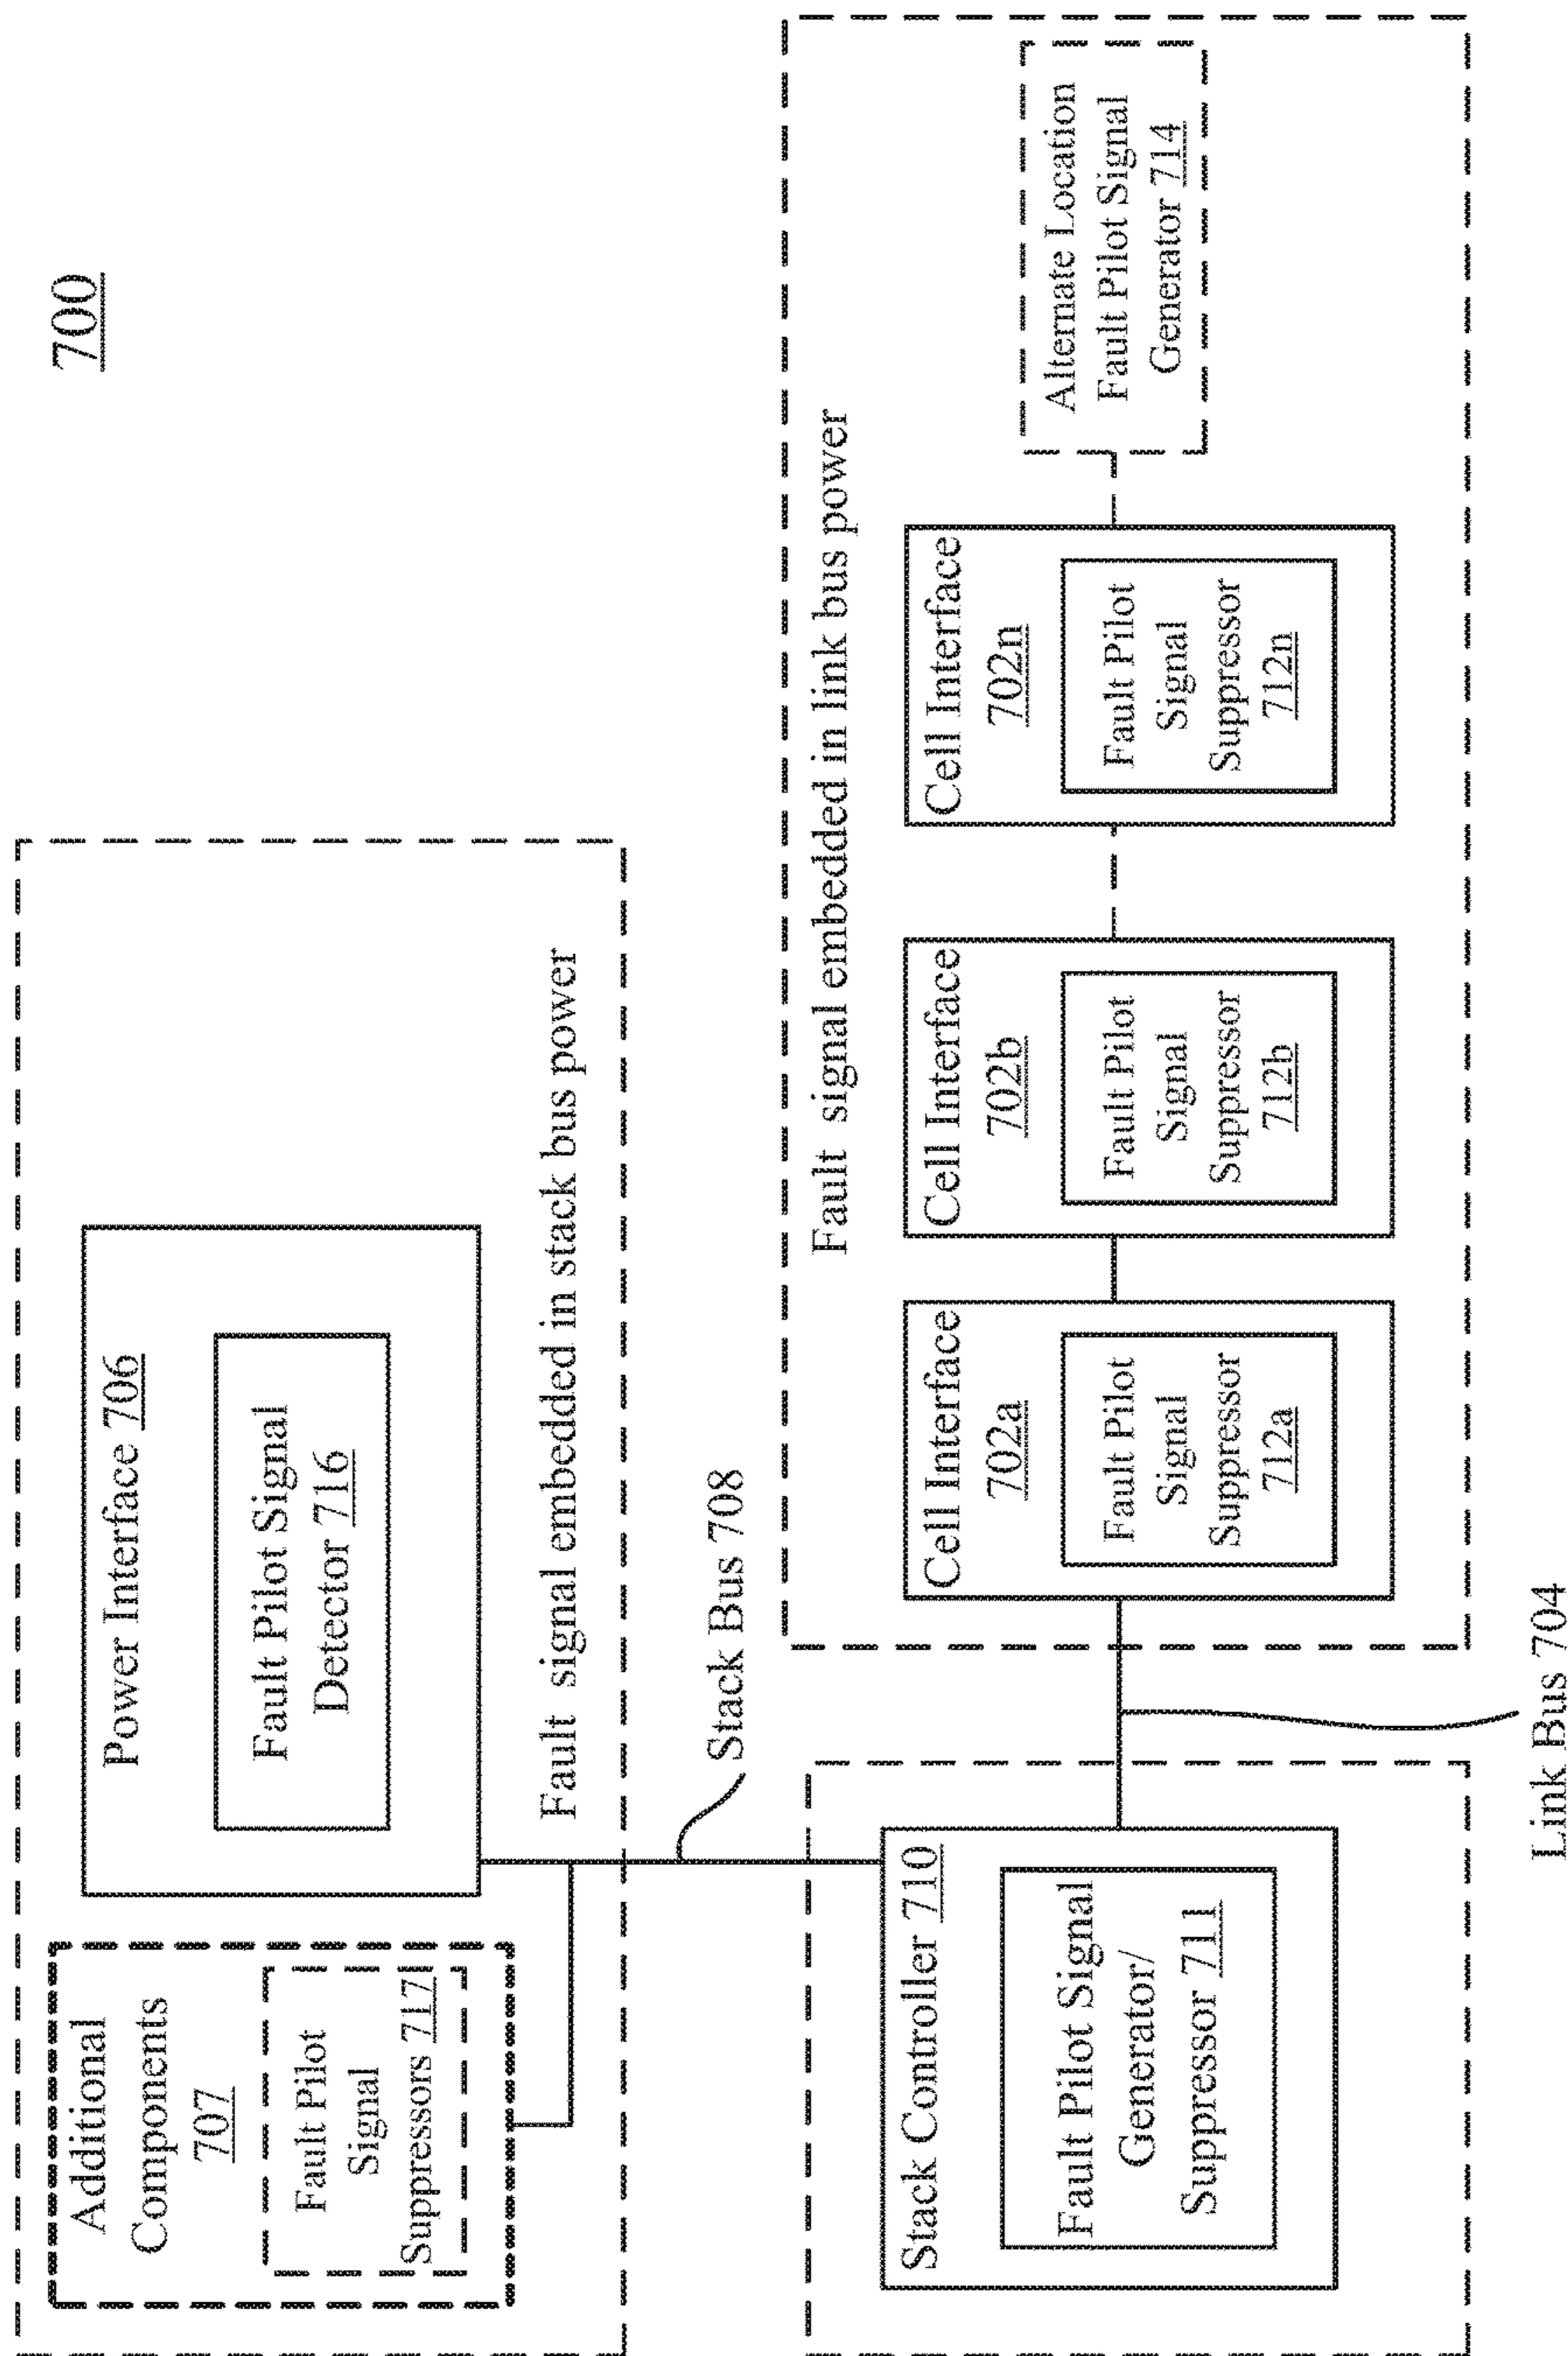 700
Additional
Components
707
Fault Pilot
Signal
Suppressors 717
Power Interface 706
Fault Pilot Signal
Detector 716
Fault signal embedded in stack bus power
Stack Bus 708
Stack Controller 710
Fault Pilot Signal
Generator/
Suppressor 711
Link Bus 704
Fault signal embedded in link bus power
Cell Interface
702a
Fault Pilot
Signal
Suppressor
712a
Cell Interface
702b
Fault Pilot
Signal
Suppressor
712b
Cell Interface
702n
Fault Pilot
Signal
Suppressor
712n
Alternate Location
Fault Pilot Signal
Generator 714